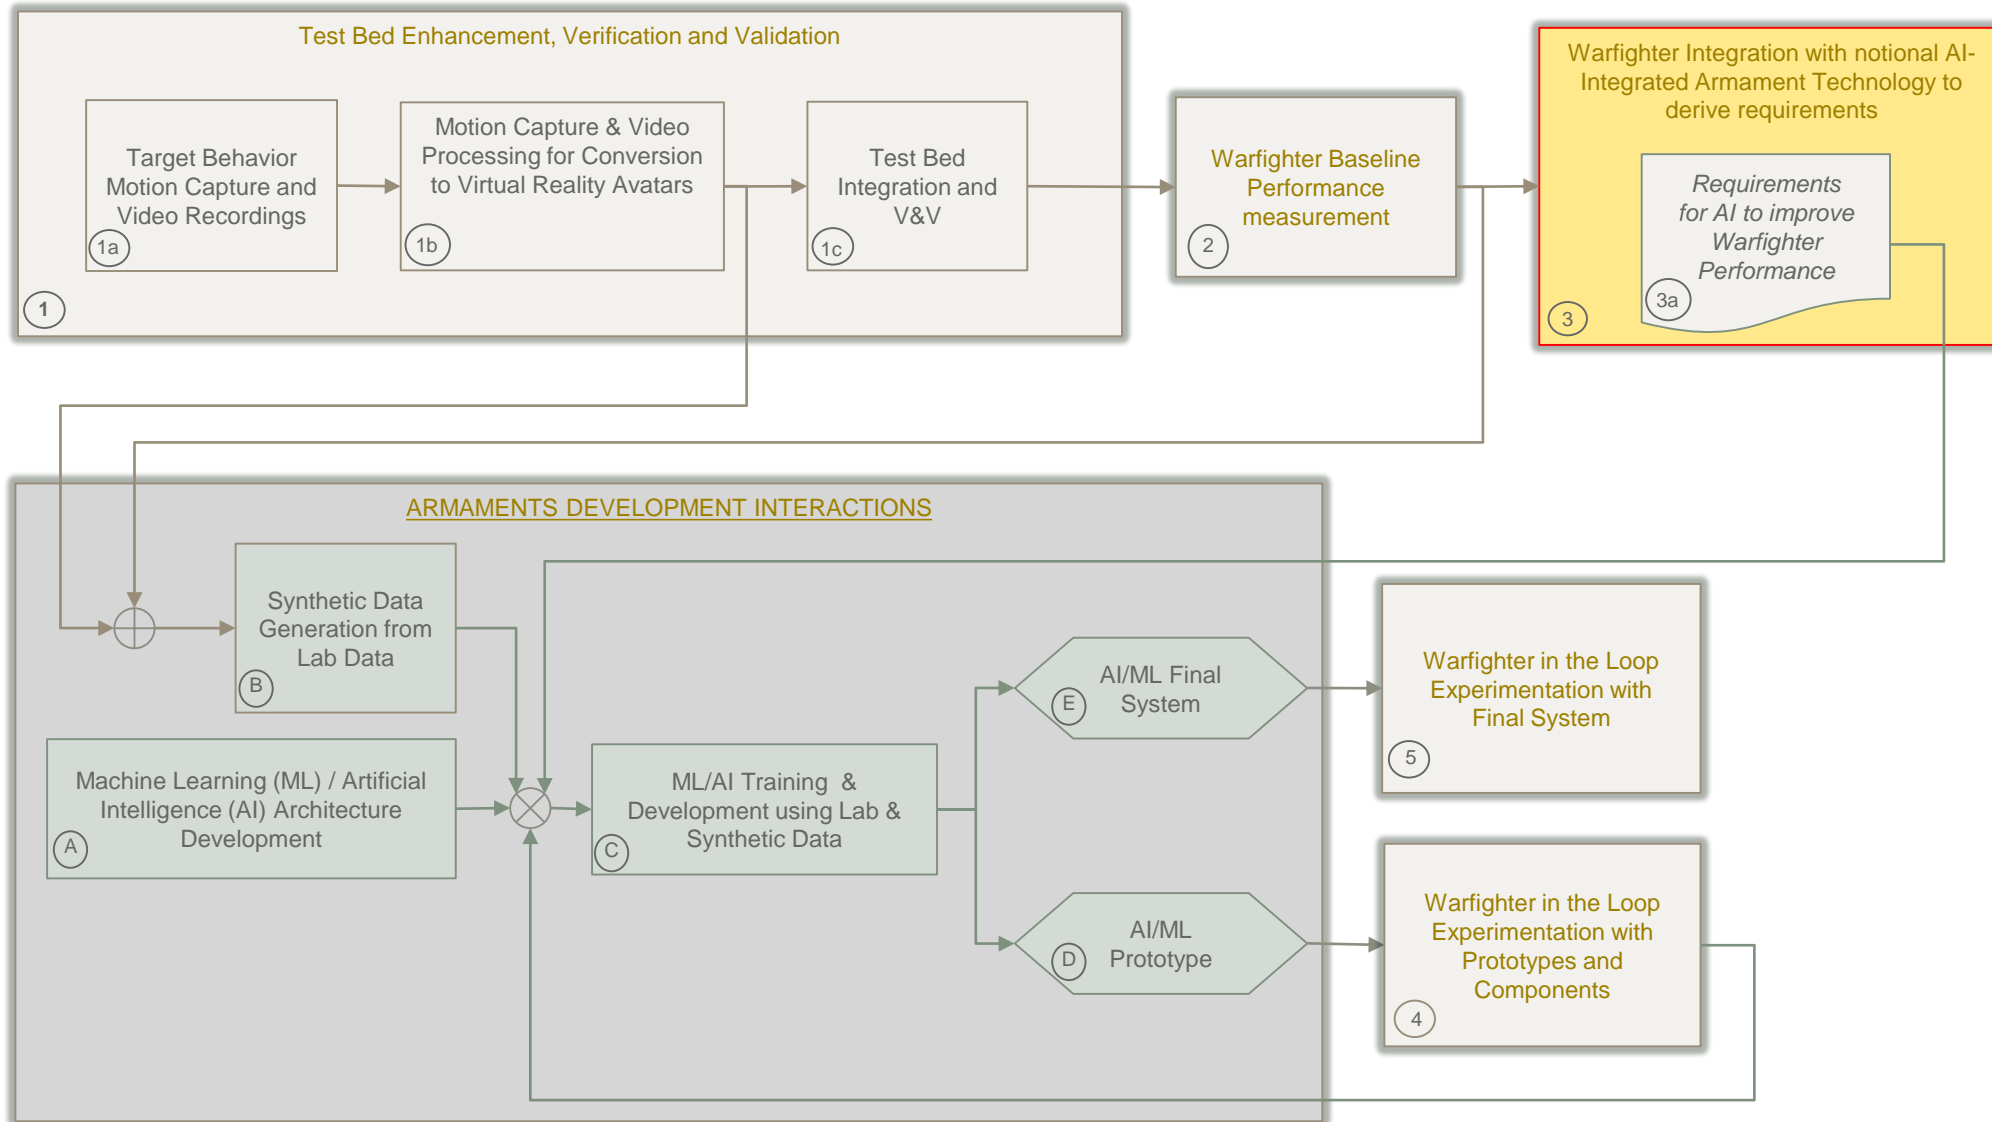 Test Bed Enhancement, Verification and Validation
Target Behavior
Motion Capture and
Video Recordings
1a
Motion Capture & Video
Processing for Conversion
to Virtual Reality Avatars
1b
Test Bed
Integration and
V&V
1c
1
Warfighter Baseline
Performance
measurement
2
Warfighter Integration with notional AI-
Integrated Armament Technology to
derive requirements
Requirements
for AI to improve
Warfighter
Performance
3a
3
ARMAMENTS DEVELOPMENT INTERACTIONS
Synthetic Data
Generation from
Lab Data
B
Machine Learning (ML) / Artificial
Intelligence (AI) Architecture
Development
A
ML/AI Training &
Development using Lab &
Synthetic Data
C
AI/ML Final
System
E
AI/ML
Prototype
D
Warfighter in the Loop
Experimentation with
Final System
5
Warfighter in the Loop
Experimentation with
Prototypes and
Components
4